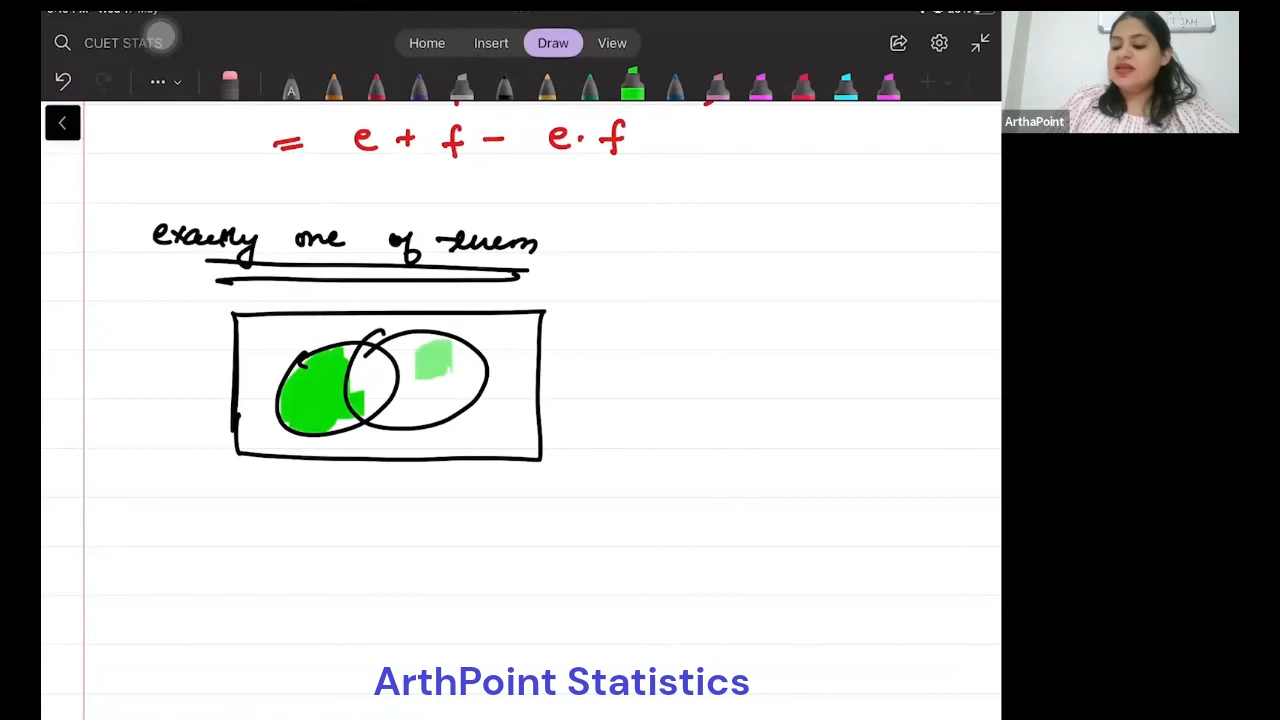 CUET STATS
Home Insert Draw View
A
ArthaPoint
= e + f - e. f
exactly one of them
ArthPoint Statistics